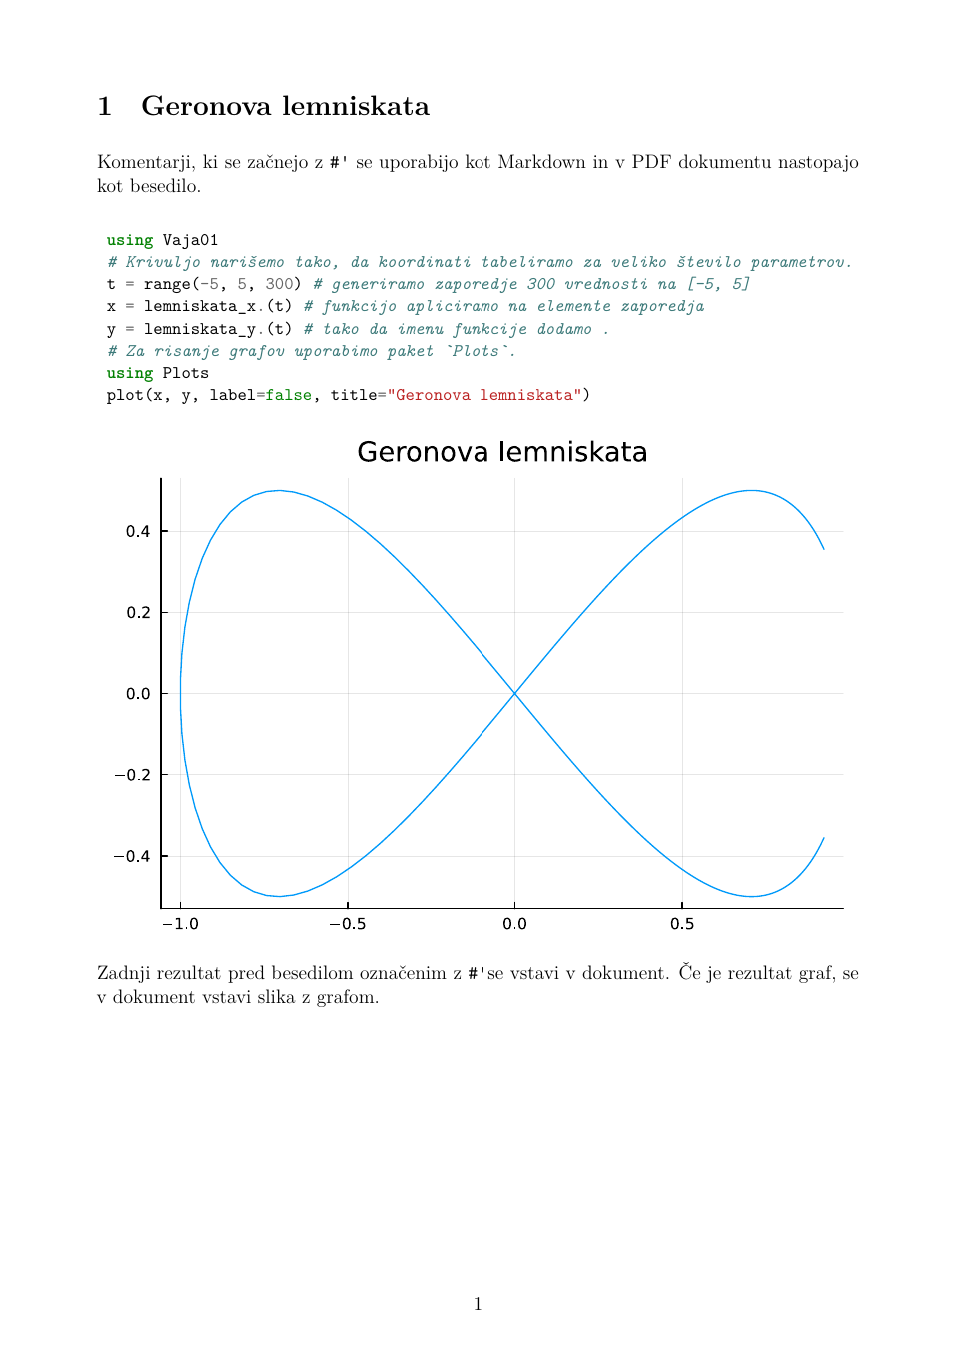 1 Geronova lemniskata
Komentarji, ki se začnejo z #' se uporabijo kot Markdown in v PDF dokumentu nastopajo
kot besedilo.
using Vaja01
# Krivuljo narišemo tako, da koordinati tabeliramo za veliko število parametrov.
t = range(-5, 5, 300) # generiramo zaporedje 300 vrednosti na [-5, 5]
x = lemniskata_x.(t) # funkcijo apliciramo na elemente zaporedja
y = lemniskata_y.(t) # tako da imenu funkcije dodamo .
# Za risanje grafov uporabimo paket `Plots`.
using Plots
plot(x, y, label=false, title="Geronova lemniskata")
Geronova lemniskata
0.4
0.2
0.0
−0.2
−0.4
−1.0 −0.5 0.0 0.5
Zadnji rezultat pred besedilom označenim z #'se vstavi v dokument. Če je rezultat graf, se
v dokument vstavi slika z grafom.
1